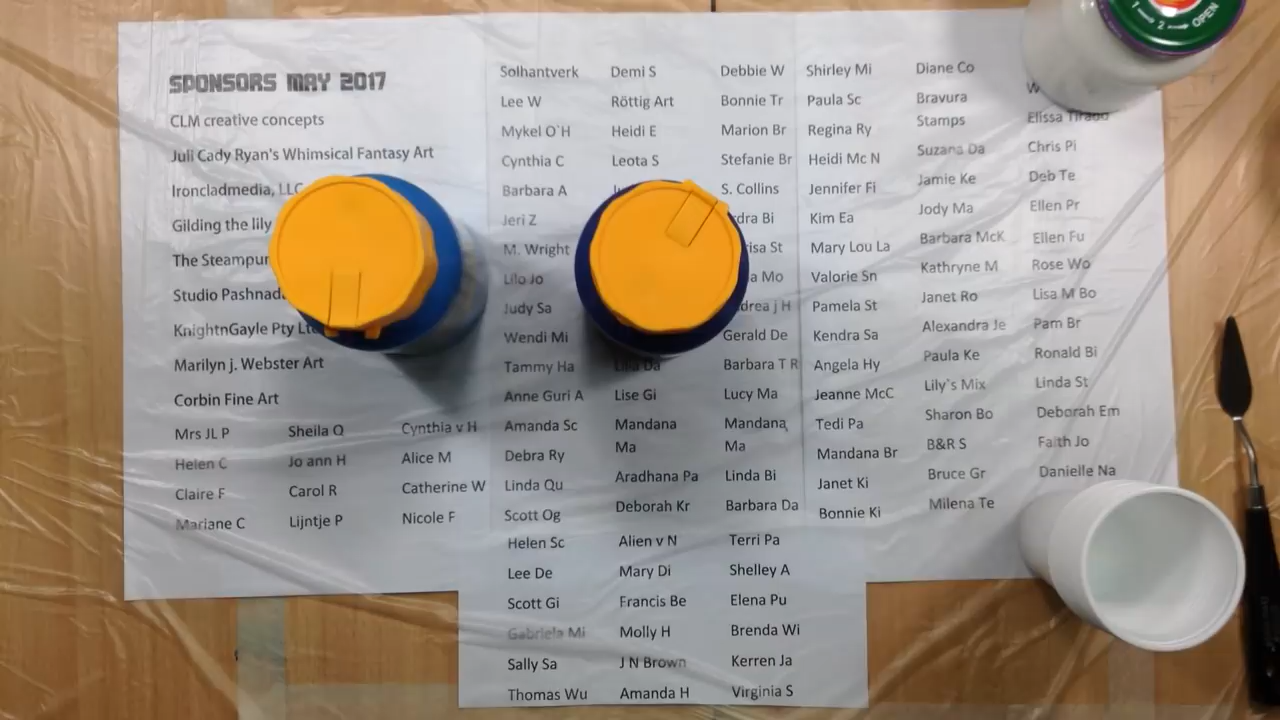 SPONSORS MAY 2017
CLM creative concepts
Juli Cady Ryan's Whimsical Fantasy Art
Ironcladmedia, LLC
Gilding the lily
The
Studio
KnightnGayle Pty
Marilyn j. Webster Art
Corbin Fine Art
Mrs JL P
Helen C
Claire F
Mariane C
Sheila Q
Jo ann H
Carol R
Lijntje P
Cynthia v H
Alice M
Catherine W
Nicole F
Solhantverk
Lee W
Mykel O`H
Cynthia C
Barbara A
Jeri Z
M. Wright
Lilo Jo
Judy Sa
Wendi Mi
Tammy Ha
Anne Guri A
Amanda Sc
Debra Ry
Linda Qu
Scott Og
Helen Sc
Lee De
Scott Gi
Gabriela Mi
Sally Sa
Thomas Wu
Demi S
Röttig Art
Heidi E
Leota S
Lilia Da
Lise Gi
Mandana
Ma
Aradhana Pa
Deborah Kr
Alien v N
Mary Di
Francis Be
Molly H
J N Brown
Amanda H
Debbie W
Bonnie Tr
Marion Br
Stefanie Br
S. Collins
Bi
St
Mo
j H
Gerald De
Barbara T R
Lucy Ma
Mandana
Ma
Linda Bi
Barbara Da
Terri Pa
Shelley A
Elena Pu
Brenda Wi
Kerren Ja
Virginia S
Shirley Mi
Paula Sc
Regina Ry
Heidi Mc N
Jennifer Fi
Kim Ea
Mary Lou La
Valorie Sn
Pamela St
Kendra Sa
Angela Hy
Jeanne McC
Tedi Pa
Mandana Br
Janet Ki
Bonnie Ki
Diane Co
Bravura
Stamps
Suzana Da
Jamie Ke
Jody Ma
Barbara McK
Kathryne M
Janet Ro
Alexandra Je
Paula Ke
Lily`s Mix
Sharon Bo
B&R S
Bruce Gr
Milena Te
Elissa Tirado
Chris Pi
Deb Te
Ellen Pr
Ellen Fu
Rose Wo
Lisa M Bo
Pam Br
Ronald Bi
Linda St
Deborah Em
Faith Jo
Danielle Na
1 2 OPEN